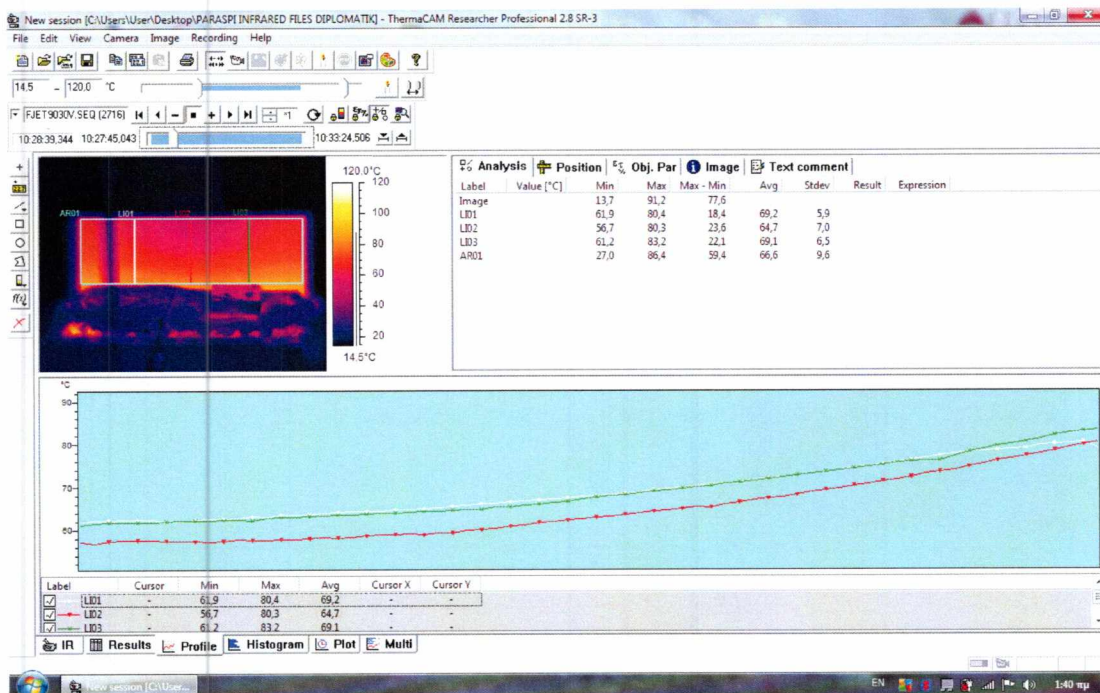 New session [C:\Users\User\Desktop\PARASPI INFRARED FILES DIPLOMATIK] - ThermaCAM Researcher Professional 2.8 SR-3
File Edit View Camera Image Recording Help
14.5 - 120.0 °C
FJET9030V.SEQ (2716) *1
10:28:39,344 10:27:45,043 10:33:24,506
Analysis Position Obj. Par Image Text comment
Label Value [°C] Min Max Max - Min Avg Stdev Result Expression
Image 13,7 91,2 77,6
LI01 61,9 80,4 18,4 69,2 5,9
LI02 56,7 80,3 23,6 64,7 7,0
LI03 61,2 83,2 22,1 69,1 6,5
AR01 27,0 86,4 59,4 66,6 9,6
AR01 LI01 LI02 LI03
120.0°C
120
100
80
60
40
20
14.5°C
°C
90
80
70
60
Label Cursor Min Max Avg Cursor X Cursor Y
LI01 - 61,9 80,4 69,2 - -
LI02 - 56,7 80,3 64,7 - -
LI03 - 61,2 83,2 69,1 - -
IR Results Profile Histogram Plot Multi
New session [C:\User... EN 1:40 πμ